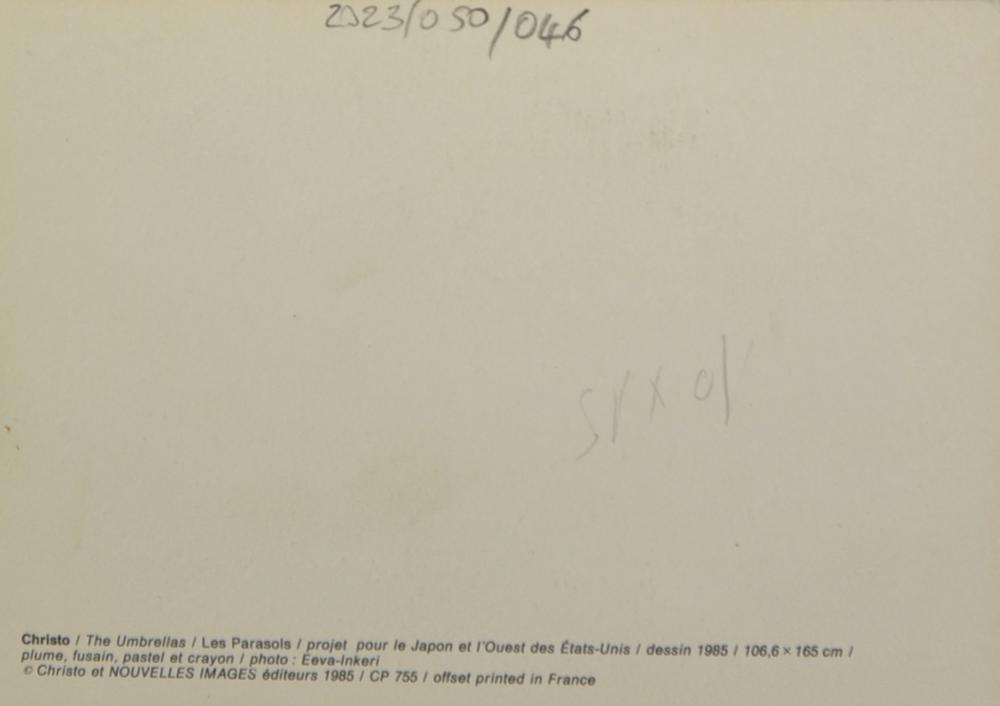 2023/050/046
Christo / The Umbrellas / Les Parasols / projet pour le Japon et l'Ouest des États-Unis / dessin 1985 / 106,6 × 165 cm /
plume, fusain, pastel et crayon / photo : Eeva-Inkeri
© Christo et NOUVELLES IMAGES éditeurs 1985 / CP 755 / offset printed in France